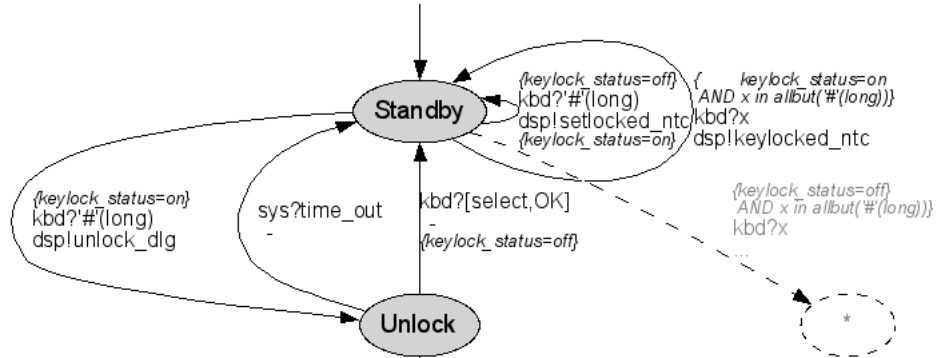 Standby
{keylock_status=off}
kbd?'#'(long)
dsp!setlocked_ntc
{keylock_status=on}
{ keylock_status=on
AND x in allbut('#'(long))}
kbd?x
dsp!keylocked_ntc
{keylock_status=on}
kbd?'#'(long)
dsp!unlock_dlg
sys?time_out
-
kbd?[select,OK]
-
{keylock_status=off}
{keylock_status=off}
AND x in allbut('#'(long))}
kbd?x
...
Unlock
*